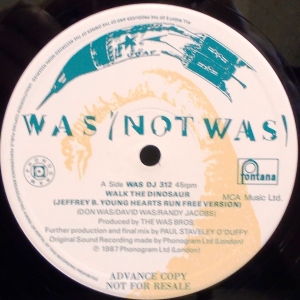 WAS (NOT WAS)
fontana
A Side WAS DJ 312 45rpm
MCA Music Ltd.
WALK THE DINOSAUR
(JEFFREY B. YOUNG HEARTS RUN FREE VERSION)
(DON WAS/DAVID WAS/RANDY JACOBS)
Produced by THE WAS BROS.
Further production and final mix by PAUL STAVELEY O'DUFFY
Original Sound Recording made by Phonogram Ltd (London)
℗ 1987 Phonogram Ltd (London)
ADVANCE COPY
NOT FOR RESALE